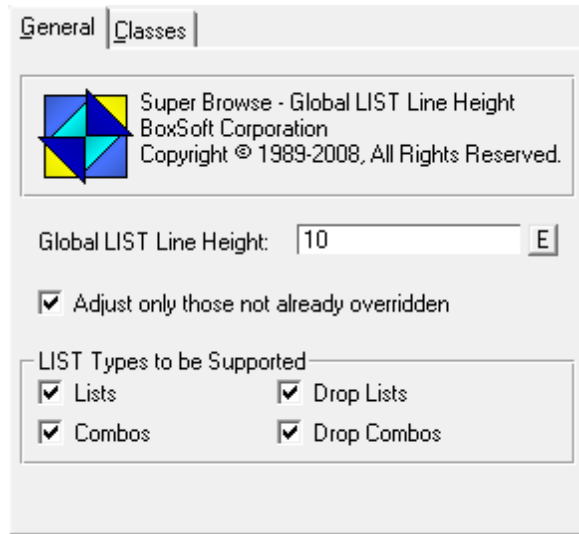 General Classes
Super Browse - Global LIST Line Height
BoxSoft Corporation
Copyright © 1989-2008, All Rights Reserved.
Global LIST Line Height: 10 E
Adjust only those not already overridden
LIST Types to be Supported
Lists Drop Lists
Combos Drop Combos